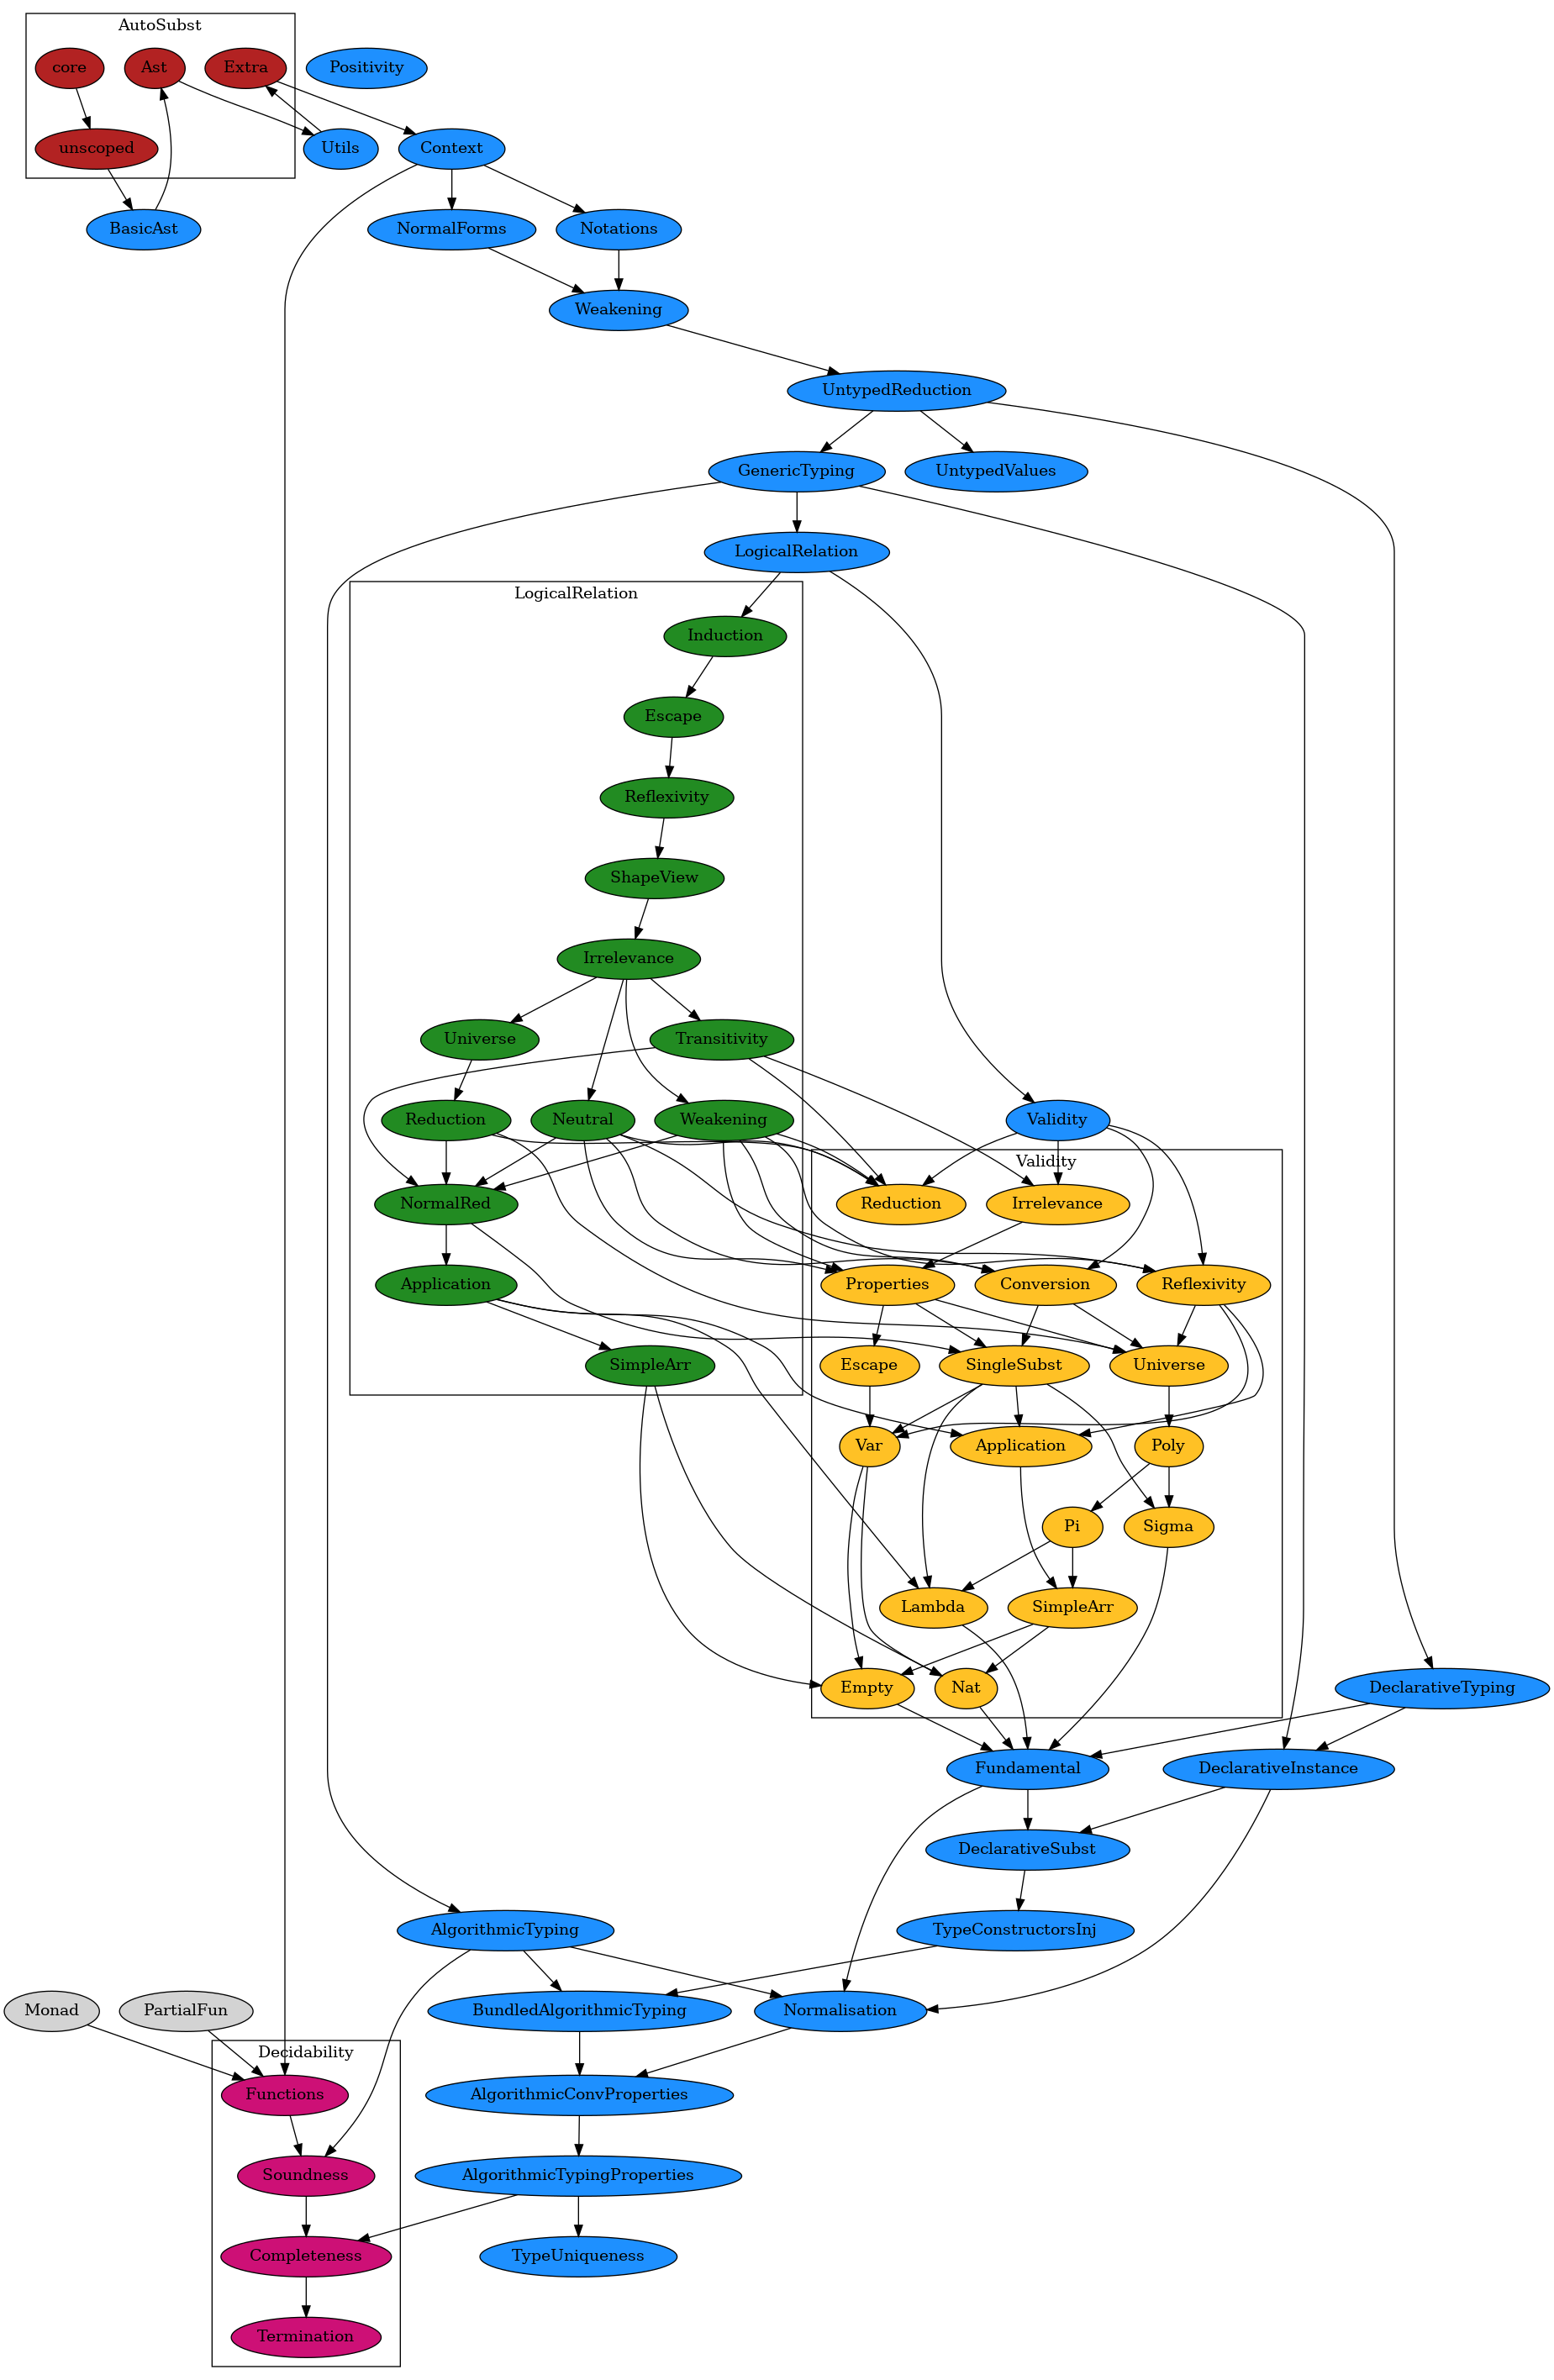 AutoSubst
core
Ast
Extra
Positivity
unscoped
Utils
Context
BasicAst
NormalForms
Notations
Weakening
UntypedReduction
GenericTyping
UntypedValues
LogicalRelation
LogicalRelation
Induction
Escape
Reflexivity
ShapeView
Irrelevance
Universe
Transitivity
Reduction
Neutral
Weakening
Validity
Validity
NormalRed
Reduction
Irrelevance
Application
Properties
Conversion
Reflexivity
SimpleArr
Escape
SingleSubst
Universe
Var
Application
Poly
Pi
Sigma
Lambda
SimpleArr
Empty
Nat
DeclarativeTyping
Fundamental
DeclarativeInstance
DeclarativeSubst
AlgorithmicTyping
TypeConstructorsInj
Monad
PartialFun
BundledAlgorithmicTyping
Normalisation
Decidability
Functions
AlgorithmicConvProperties
Soundness
AlgorithmicTypingProperties
Completeness
TypeUniqueness
Termination